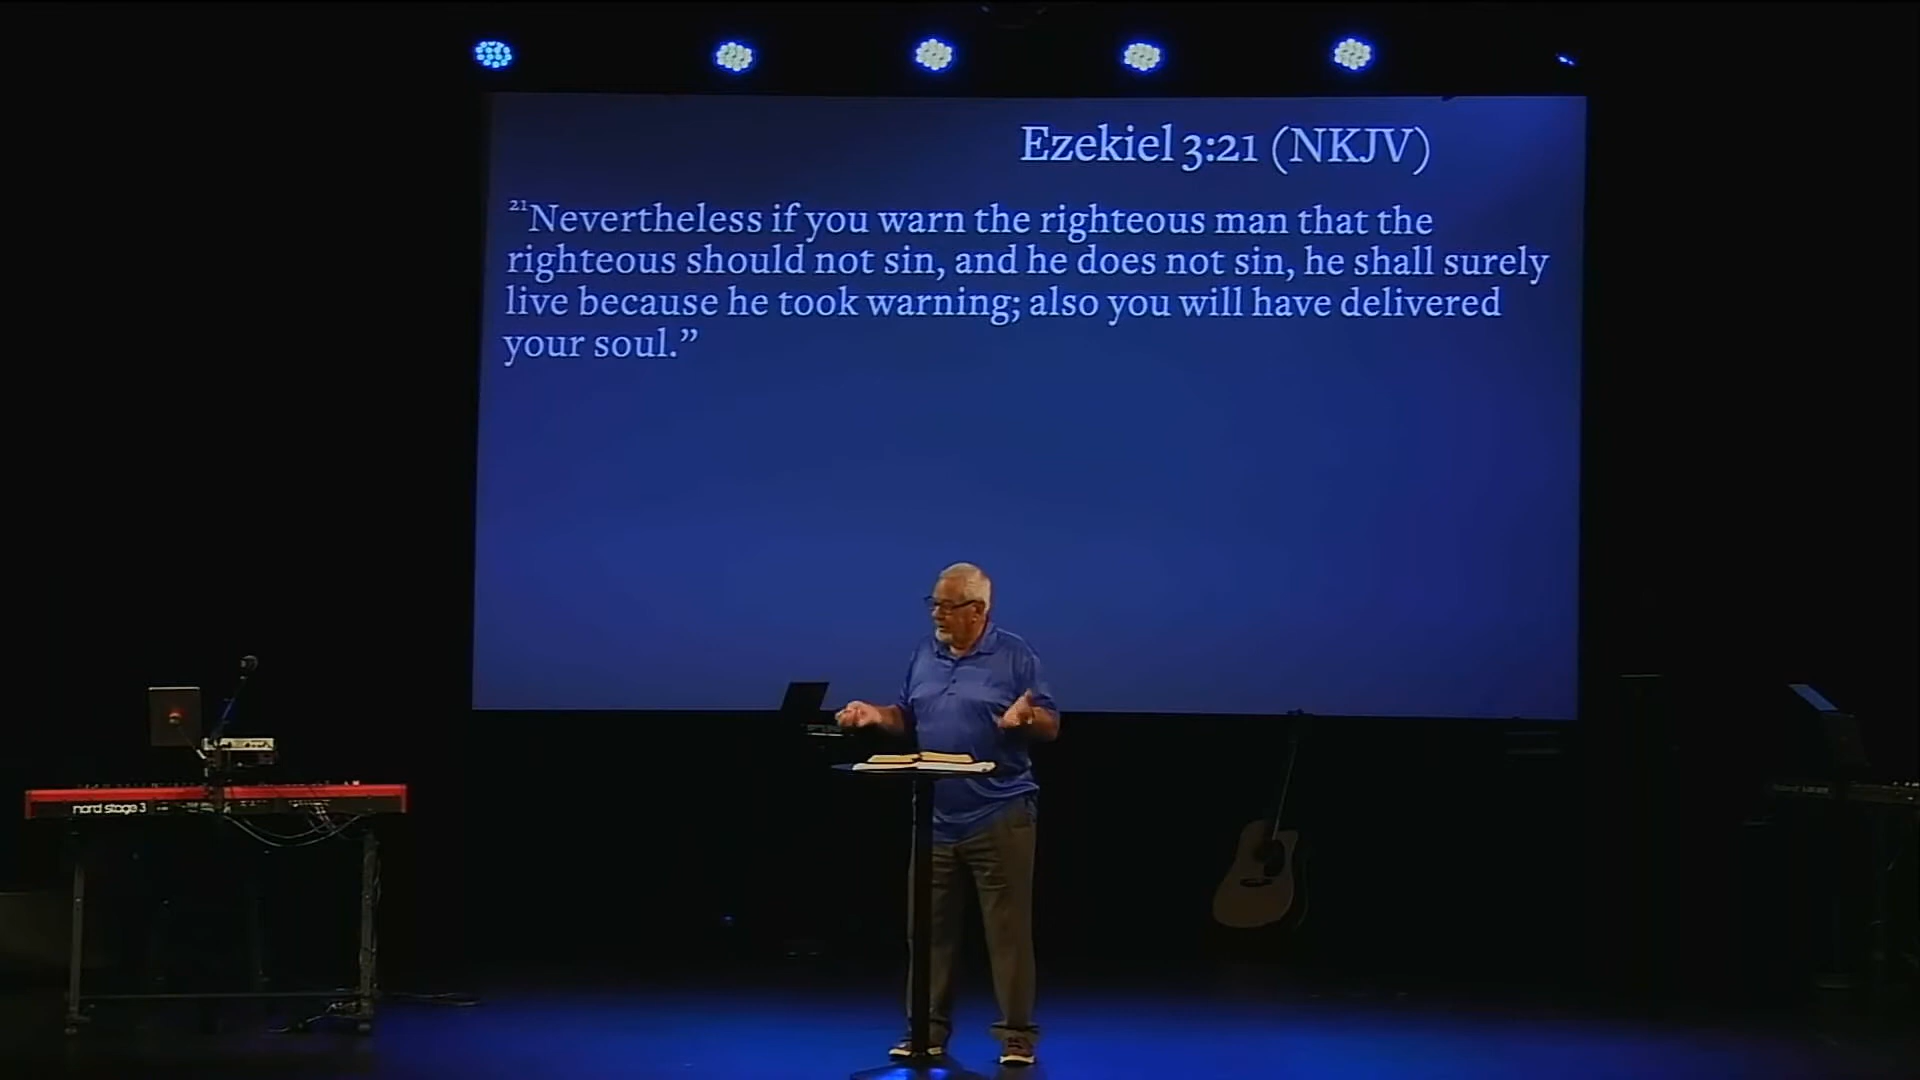 Ezekiel 3:21 (NKJV)
21"Nevertheless if you warn the righteous man that the
righteous should not sin, and he does not sin, he shall surely
live because he took warning; also you will have delivered
your soul.”
nord stage 3